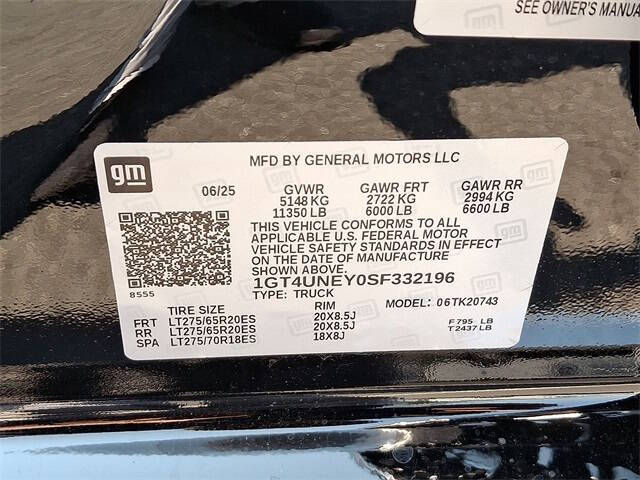 SEE OWNER'S MANUA
gm
MFD BY GENERAL MOTORS LLC
06/25 GVWR GAWR FRT GAWR RR
5148 KG 2722 KG 2994 KG
11350 LB 6000 LB 6600 LB
THIS VEHICLE CONFORMS TO ALL
APPLICABLE U.S. FEDERAL MOTOR
VEHICLE SAFETY STANDARDS IN EFFECT
ON THE DATE OF MANUFACTURE
SHOWN ABOVE.
8555
1GT4UNEY0SF332196
TYPE: TRUCK MODEL: 06TK20743
TIRE SIZE RIM
FRT LT275/65R20ES 20X8.5J F 795 LB
RR LT275/65R20ES 20X8.5J T 2437 LB
SPA LT275/70R18ES 18X8J